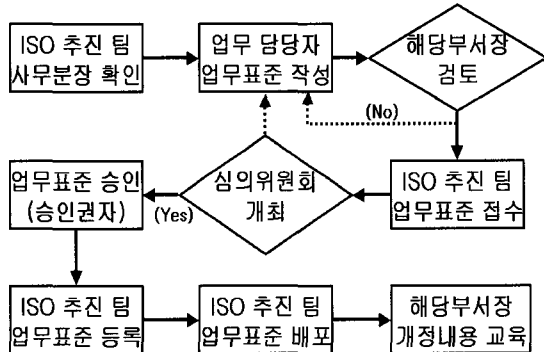 ISO 추진 팀
사무분장 확인
업무 담당자
업무표준 작성
해당부서장
검토
(No)
업무표준 승인
(승인권자)
(Yes)
심의위원회
개최
ISO 추진 팀
업무표준 접수
ISO 추진 팀
업무표준 등록
ISO 추진 팀
업무표준 배포
해당부서장
개정내용 교육